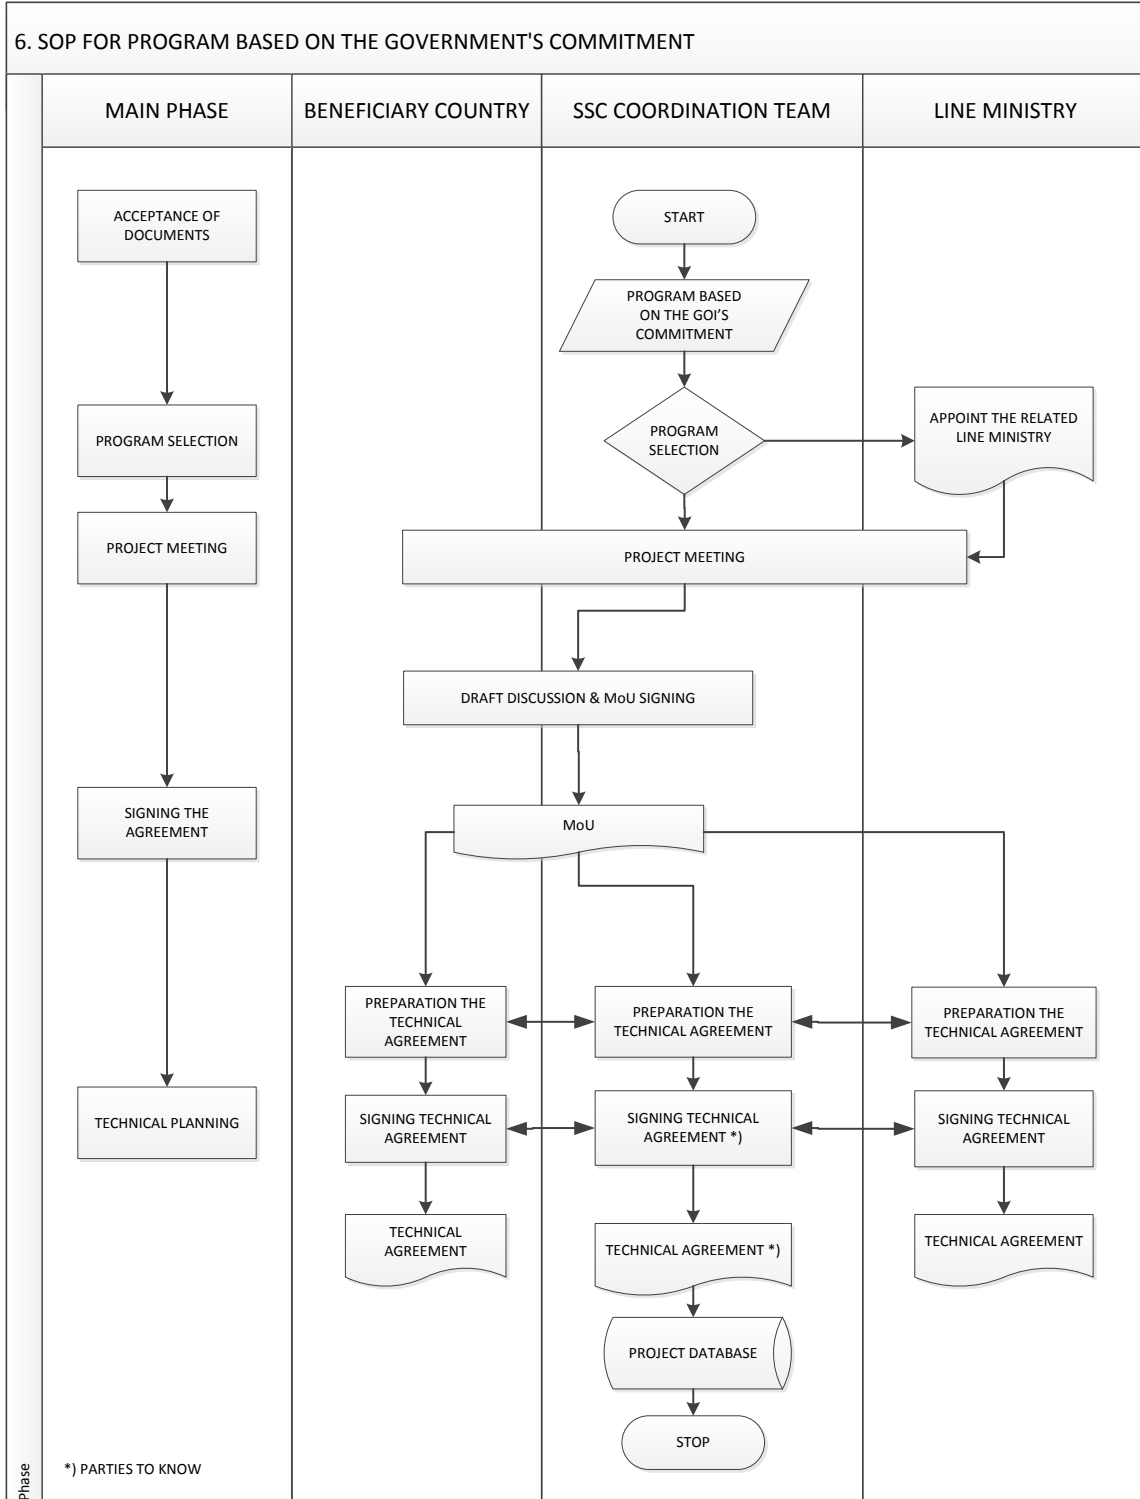 6. SOP FOR PROGRAM BASED ON THE GOVERNMENT'S COMMITMENT
MAIN PHASE
BENEFICIARY COUNTRY
SSC COORDINATION TEAM
LINE MINISTRY
ACCEPTANCE OF
DOCUMENTS
START
PROGRAM BASED
ON THE GOI'S
COMMITMENT
PROGRAM SELECTION
PROGRAM
SELECTION
APPOINT THE RELATED
LINE MINISTRY
PROJECT MEETING
PROJECT MEETING
DRAFT DISCUSSION & MoU SIGNING
SIGNING THE
AGREEMENT
MoU
PREPARATION THE
TECHNICAL
AGREEMENT
PREPARATION THE
TECHNICAL AGREEMENT
PREPARATION THE
TECHNICAL AGREEMENT
TECHNICAL PLANNING
SIGNING TECHNICAL
AGREEMENT
SIGNING TECHNICAL
AGREEMENT *)
SIGNING TECHNICAL
AGREEMENT
TECHNICAL
AGREEMENT
TECHNICAL AGREEMENT *)
TECHNICAL AGREEMENT
PROJECT DATABASE
STOP
*) PARTIES TO KNOW
Phase